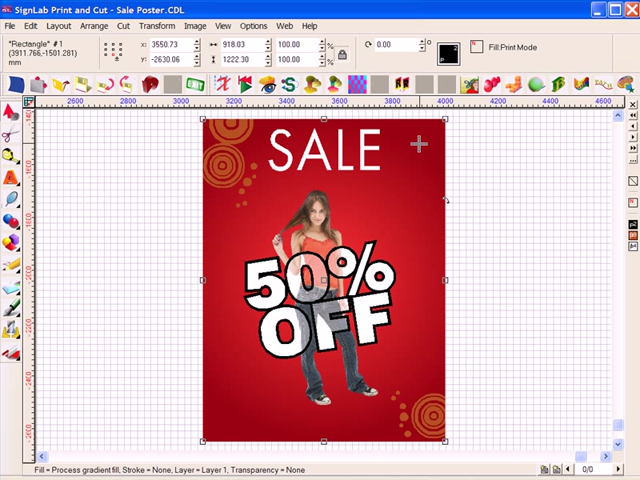 SignLab Print and Cut - Sale Poster.CDL
File Edit Layout Arrange Cut Transform Image View Options Web Help
"Rectangle" #1
(3911.766,-1501.281)
mm
x: 3550.73
y: -2630.06
918.03
1222.30
100.00 %
100.00 %
0.00 °
Fill:Print Mode
2600 2800 3000 3200 3400 3600 3800 4000 4200 4400 4600
SALE
50%
OFF
Fill = Process gradient fill, Stroke = None, Layer = Layer 1, Transparency = None
0/0